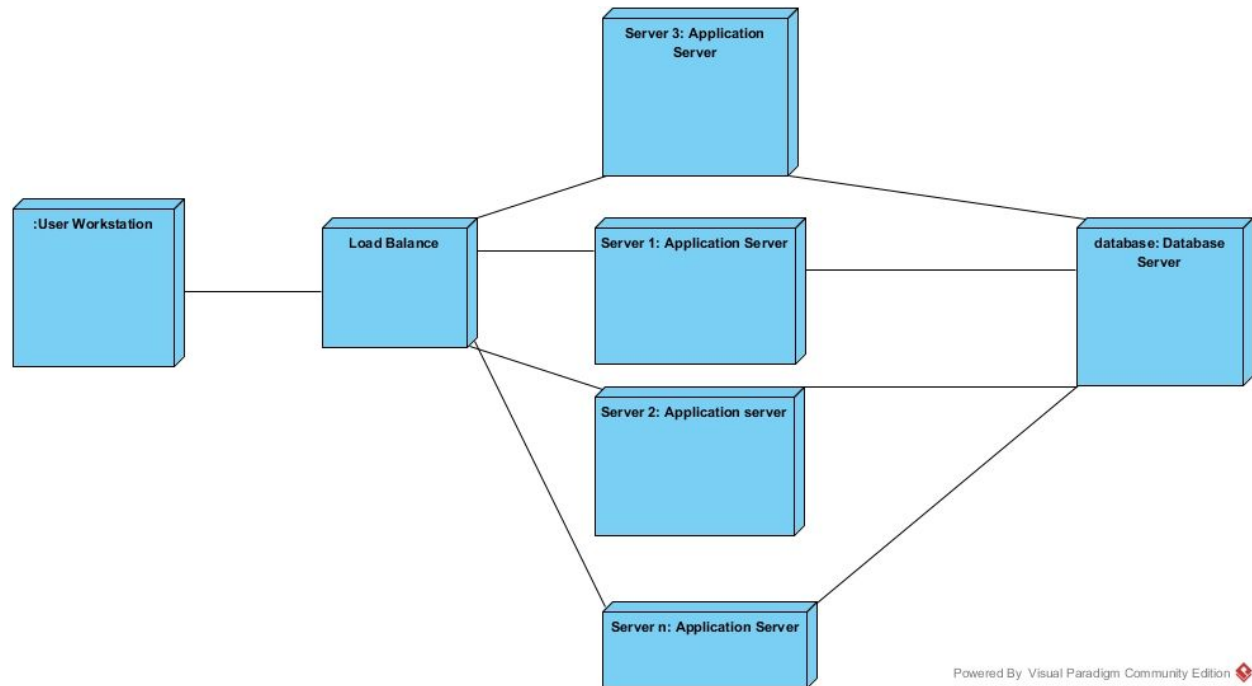 Server 3: Application
Server
:User Workstation
Load Balance
Server 1: Application Server
database: Database
Server
Server 2: Application server
Server n: Application Server
Powered By Visual Paradigm Community Edition